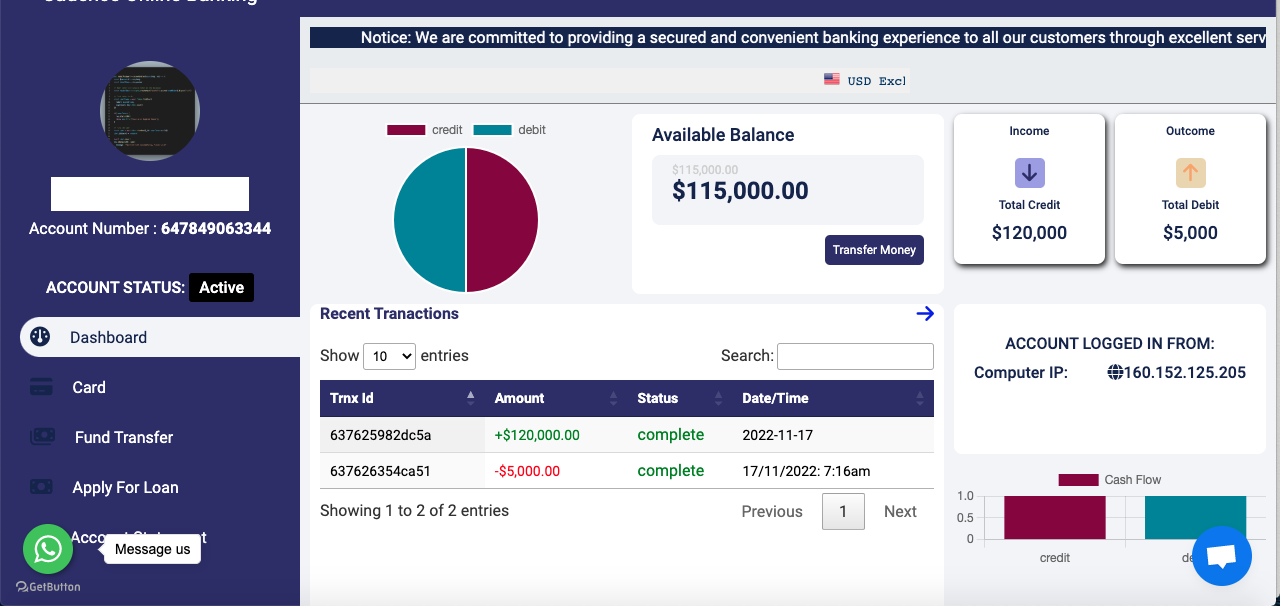 Cadence Online Banking
Notice: We are committed to providing a secured and convenient banking experience to all our customers through excellent serv
USD Excl
Account Number : 647849063344
ACCOUNT STATUS: Active
Dashboard
Card
Fund Transfer
Apply For Loan
Account Statement
Message us
GetButton
credit debit
Available Balance
$115,000.00
$115,000.00
Transfer Money
Income
Total Credit
$120,000
Outcome
Total Debit
$5,000
Recent Tranactions
Show 10 entries
Search:
Trnx Id Amount Status Date/Time
637625982dc5a +$120,000.00 complete 2022-11-17
637626354ca51 -$5,000.00 complete 17/11/2022: 7:16am
Showing 1 to 2 of 2 entries
Previous 1 Next
ACCOUNT LOGGED IN FROM:
Computer IP: 160.152.125.205
Cash Flow
1.0
0.5
0
credit